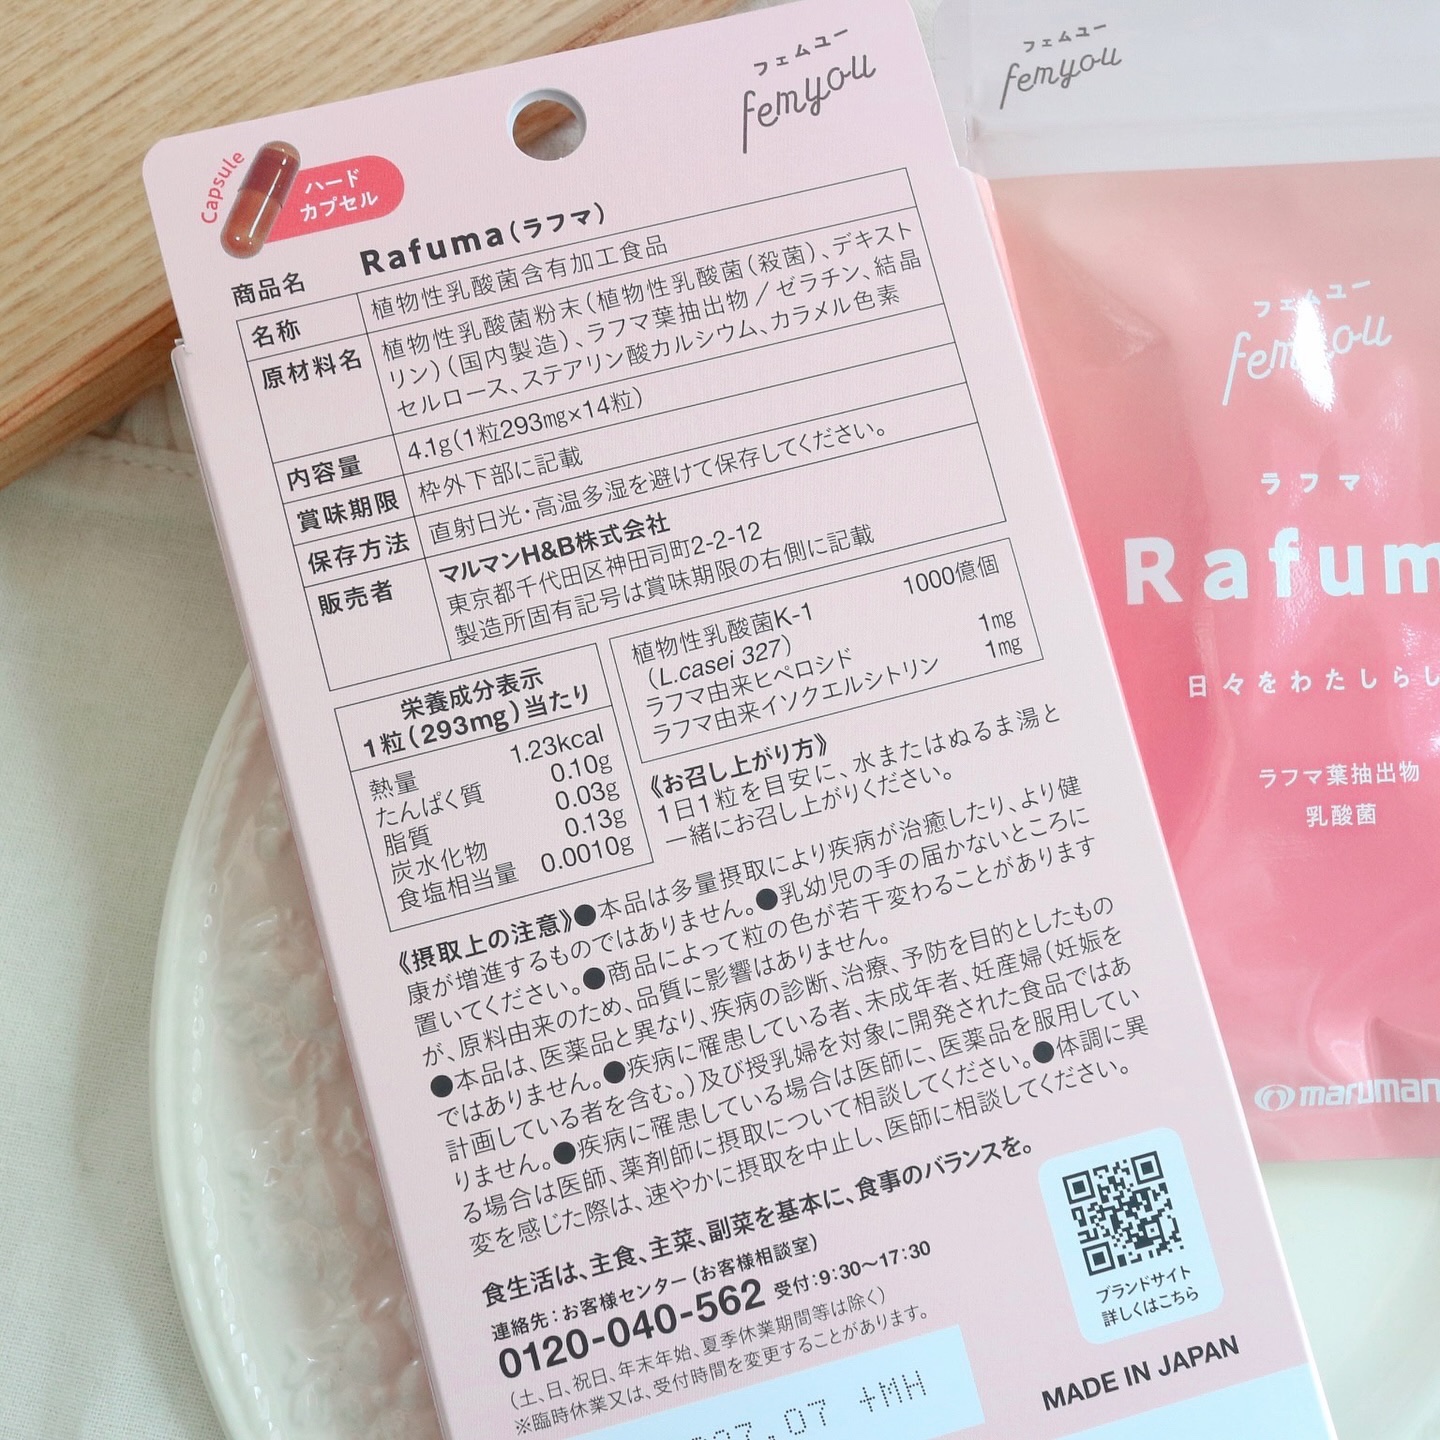 フェムユー
femyou
Capsule
ハード
カプセル
商品名 Rafuma(ラフマ)
名称 植物性乳酸菌含有加工食品
原材料名 植物性乳酸菌粉末(植物性乳酸菌(殺菌)、デキスト
リン)(国内製造)、ラフマ葉抽出物/ゼラチン、結晶
セルロース、ステアリン酸カルシウム、カラメル色素
内容量 4.1g(1粒293mg×14粒)
賞味期限 枠外下部に記載
保存方法 直射日光・高温多湿を避けて保存してください。
販売者 マルマンH&B株式会社
東京都千代田区神田司町2-2-12
製造所固有記号は賞味期限の右側に記載
栄養成分表示
1粒(293mg)当たり
熱量 1.23kcal
たんぱく質 0.10g
脂質 0.03g
炭水化物 0.13g
食塩相当量 0.0010g
植物性乳酸菌K-1 1000億個
(L.casei 327)
ラフマ由来ヒペロシド 1mg
ラフマ由来イソクエルシトリン 1mg
《お召し上がり方》
1日1粒を目安に、水またはぬるま湯と
一緒にお召し上がりください。
《摂取上の注意》●本品は多量摂取により疾病が治癒したり、より健
康が増進するものではありません。●乳幼児の手の届かないところに
置いてください。●商品によって粒の色が若干変わることがあります
が、原料由来のため、品質に影響はありません。
●本品は、医薬品と異なり、疾病の診断、治療、予防を目的としたもの
ではありません。●疾病に罹患している者、未成年者、妊産婦(妊娠を
計画している者を含む。)及び授乳婦を対象に開発された食品ではあ
りません。●疾病に罹患している場合は医師に、医薬品を服用してい
る場合は医師、薬剤師に摂取について相談してください。●体調に異
変を感じた際は、速やかに摂取を中止し、医師に相談してください。
食生活は、主食、主菜、副菜を基本に、食事のバランスを。
連絡先:お客様センター(お客様相談室)
0120-040-562 受付:9:30〜17:30
(土、日、祝日、年末年始、夏季休業期間等は除く)
※臨時休業又は、受付時間を変更することがあります。
ブランドサイト
詳しくはこちら
MADE IN JAPAN
07 +MH
フェムユー
femyou
フェムユー
femyou
ラフマ
Rafum
日々をわたしらし
ラフマ葉抽出物
乳酸菌
maruman